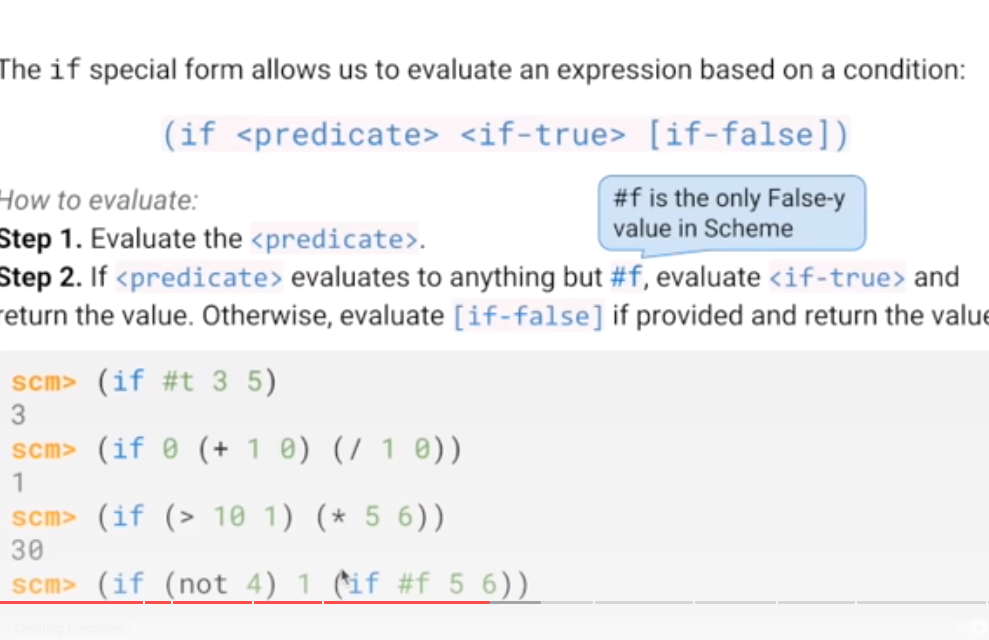 The if special form allows us to evaluate an expression based on a condition:
(if <predicate> <if-true> [if-false])
How to evaluate:
#f is the only False-y
value in Scheme
Step 1. Evaluate the <predicate>.
Step 2. If <predicate> evaluates to anything but #f, evaluate <if-true> and
return the value. Otherwise, evaluate [if-false] if provided and return the value
scm> (if #t 3 5)
3
scm> (if 0 (+ 1 0) (/ 1 0))
1
scm> (if (> 10 1) (* 5 6))
30
scm> (if (not 4) 1 (if #f 5 6))
Creating Functions